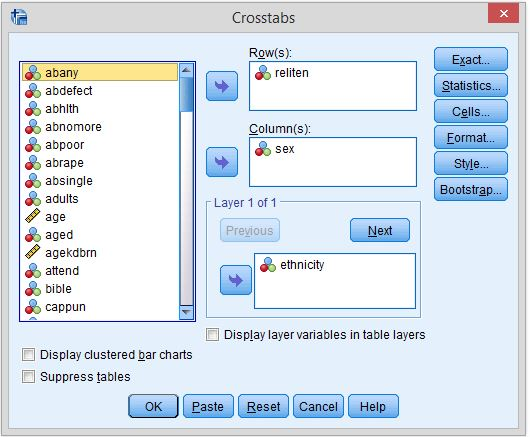 Crosstabs
abany
abdefect
abhlth
abnomore
abpoor
abrape
absingle
adults
age
aged
agekdbrn
attend
bible
cappun
Row(s):
reliten
Column(s):
sex
Layer 1 of 1
Previous
Next
ethnicity
Display layer variables in table layers
Exact...
Statistics...
Cells...
Format...
Style...
Bootstrap...
Display clustered bar charts
Suppress tables
OK
Paste
Reset
Cancel
Help